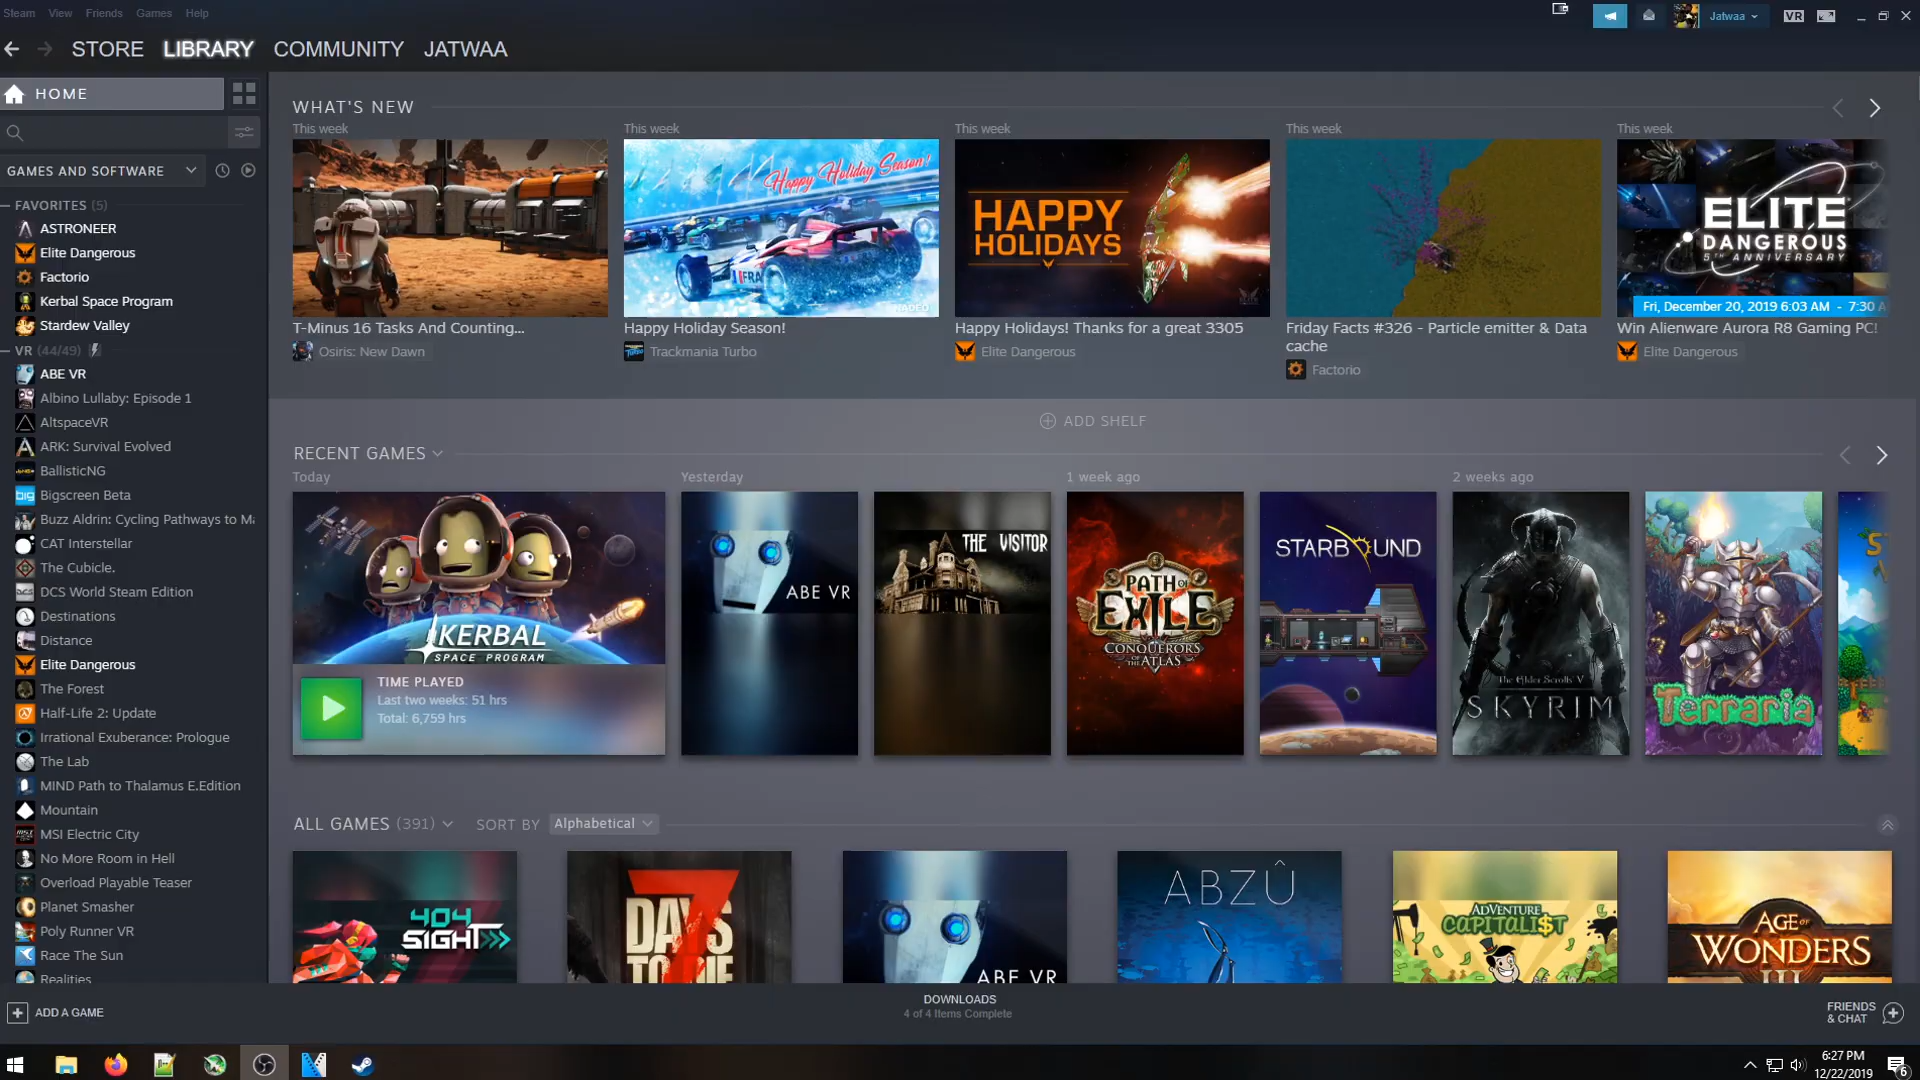 Steam View Friends Games Help
Jatwaa
VR
STORE LIBRARY COMMUNITY JATWAA
HOME
GAMES AND SOFTWARE
FAVORITES (5)
ASTRONEER
Elite Dangerous
Factorio
Kerbal Space Program
Stardew Valley
VR (44/49)
ABE VR
Albino Lullaby: Episode 1
AltspaceVR
ARK: Survival Evolved
BallisticNG
Bigscreen Beta
Buzz Aldrin: Cycling Pathways to Ma
CAT Interstellar
The Cubicle.
DCS World Steam Edition
Destinations
Distance
Elite Dangerous
The Forest
Half-Life 2: Update
Irrational Exuberance: Prologue
The Lab
MIND Path to Thalamus E.Edition
Mountain
MSI Electric City
No More Room in Hell
Overload Playable Teaser
Planet Smasher
Poly Runner VR
Race The Sun
Realities
ADD A GAME
WHAT'S NEW
This week
T-Minus 16 Tasks And Counting...
Osiris: New Dawn
This week
Happy Holiday Season!
FRA
NADEO
Happy Holiday Season!
Trackmania Turbo
This week
HAPPY
HOLIDAYS
Happy Holidays! Thanks for a great 3305
Elite Dangerous
This week
Friday Facts #326 - Particle emitter & Data
cache
Factorio
This week
ELITE
DANGEROUS
5TH ANNIVERSARY
Fri, December 20, 2019 6:03 AM - 7:30 A
Win Alienware Aurora R8 Gaming PC!
Elite Dangerous
ADD SHELF
RECENT GAMES
Today
KERBAL
SPACE PROGRAM
TIME PLAYED
Last two weeks: 51 hrs
Total: 6,759 hrs
Yesterday
ABE VR
THE VISITOR
1 week ago
PATH OF
EXILE
CONQUERORS
OF THE ATLAS
STARBOUND
2 weeks ago
The Elder Scrolls V
SKYRIM
Terraria
ALL GAMES (391) SORT BY Alphabetical
404
SIGHT
7
DAYS
TO DIE
ABE VR
ABZÛ
ADVENTURE
CAPITALI$T
AGE OF
WONDERS
III
DOWNLOADS
4 of 4 Items Complete
FRIENDS
& CHAT
6:27 PM
12/22/2019
6